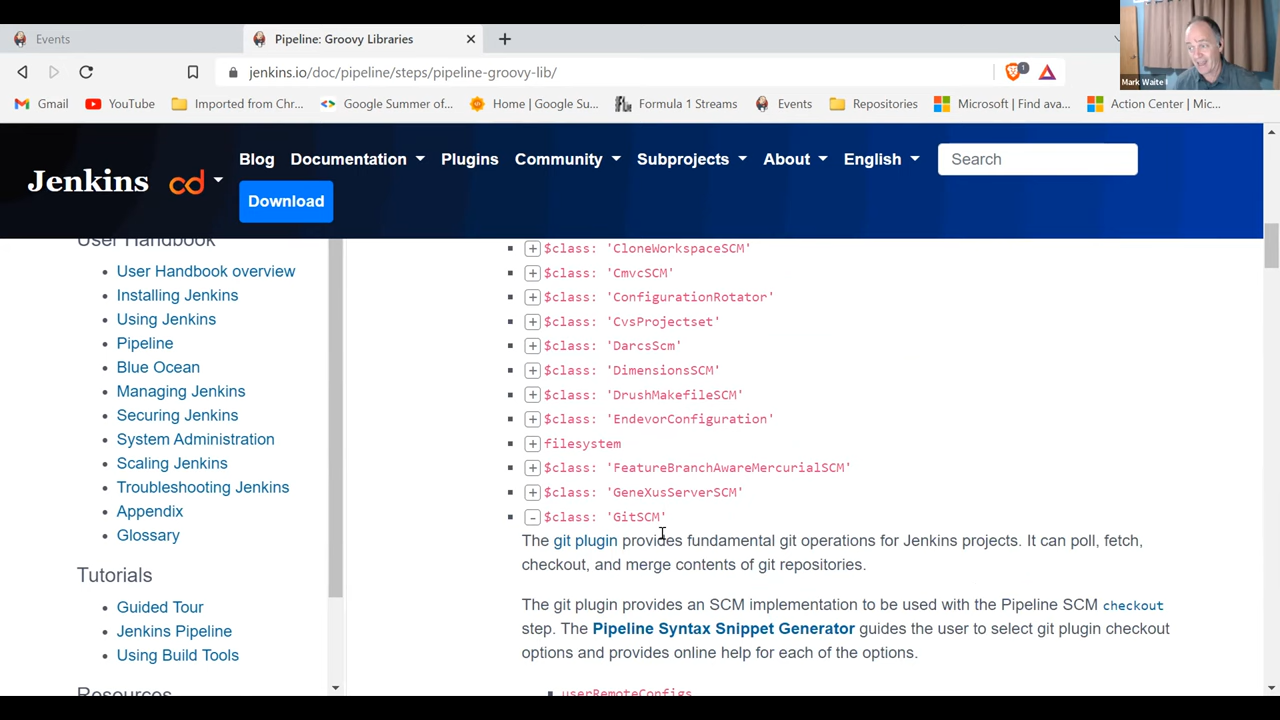 Events
Pipeline: Groovy Libraries
jenkins.io/doc/pipeline/steps/pipeline-groovy-lib/
1
Mark Waite
Gmail
YouTube
Imported from Chr...
Google Summer of...
Home | Google Su...
Formula 1 Streams
Events
Repositories
Microsoft | Find ava...
Action Center | Mic...
Jenkins
cd
Blog
Documentation
Plugins
Community
Subprojects
About
English
Search
Download
User Handbook
User Handbook overview
Installing Jenkins
Using Jenkins
Pipeline
Blue Ocean
Managing Jenkins
Securing Jenkins
System Administration
Scaling Jenkins
Troubleshooting Jenkins
Appendix
Glossary
Tutorials
Guided Tour
Jenkins Pipeline
Using Build Tools
Resources
$class: 'CloneWorkspaceSCM'
$class: 'CmvcSCM'
$class: 'ConfigurationRotator'
$class: 'CvsProjectset'
$class: 'DarcsScm'
$class: 'DimensionsSCM'
$class: 'DrushMakefileSCM'
$class: 'EndevorConfiguration'
filesystem
$class: 'FeatureBranchAwareMercurialSCM'
$class: 'GeneXusServerSCM'
$class: 'GitSCM'
The git plugin provides fundamental git operations for Jenkins projects. It can poll, fetch,
checkout, and merge contents of git repositories.
The git plugin provides an SCM implementation to be used with the Pipeline SCM checkout
step. The Pipeline Syntax Snippet Generator guides the user to select git plugin checkout
options and provides online help for each of the options.
userRemoteConfigs